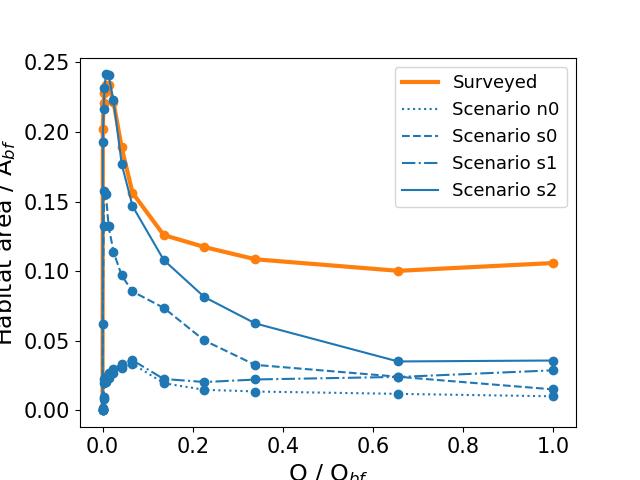 0.25
0.20
0.15
0.10
0.05
0.00
Habitat area / A_bf
Surveyed
Scenario n0
Scenario s0
Scenario s1
Scenario s2
0.0 0.2 0.4 0.6 0.8 1.0
Q / Q_bf